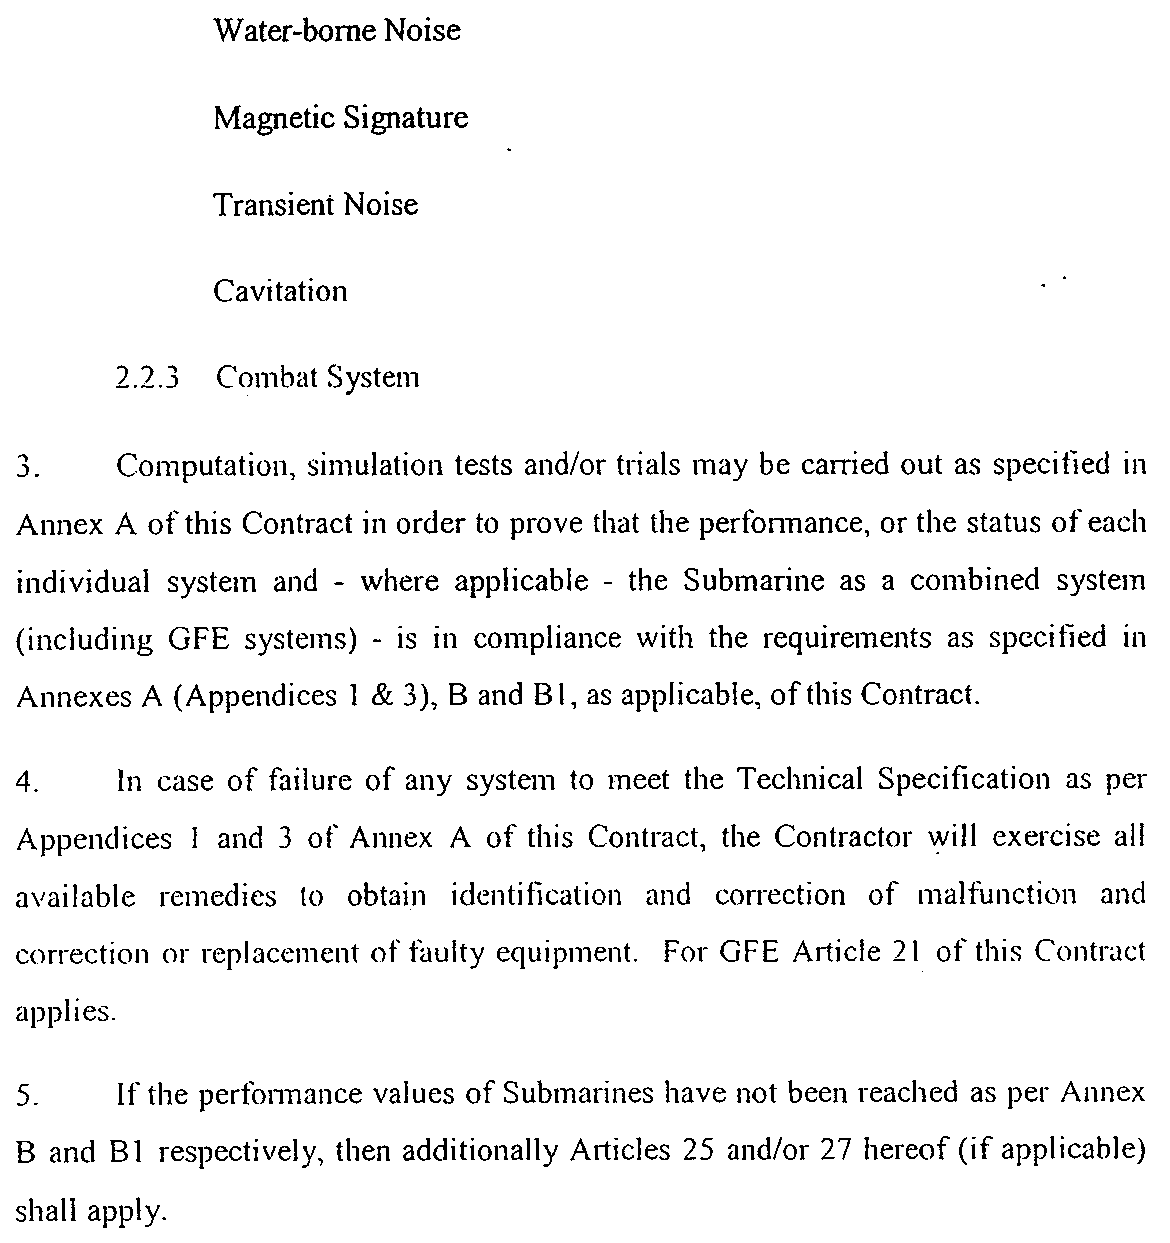 Water-borne Noise
Magnetic Signature
Transient Noise
Cavitation
2.2.3 Combat System
3. Computation, simulation tests and/or trials may be carried out as specified in
Annex A of this Contract in order to prove that the performance, or the status of each
individual system and - where applicable - the Submarine as a combined system
(including GFE systems) - is in compliance with the requirements as specified in
Annexes A (Appendices 1 & 3), B and B1, as applicable, of this Contract.
4. In case of failure of any system to meet the Technical Specification as per
Appendices 1 and 3 of Annex A of this Contract, the Contractor will exercise all
available remedies to obtain identification and correction of malfunction and
correction or replacement of faulty equipment. For GFE Article 21 of this Contract
applies.
5. If the performance values of Submarines have not been reached as per Annex
B and B1 respectively, then additionally Articles 25 and/or 27 hereof (if applicable)
shall apply.